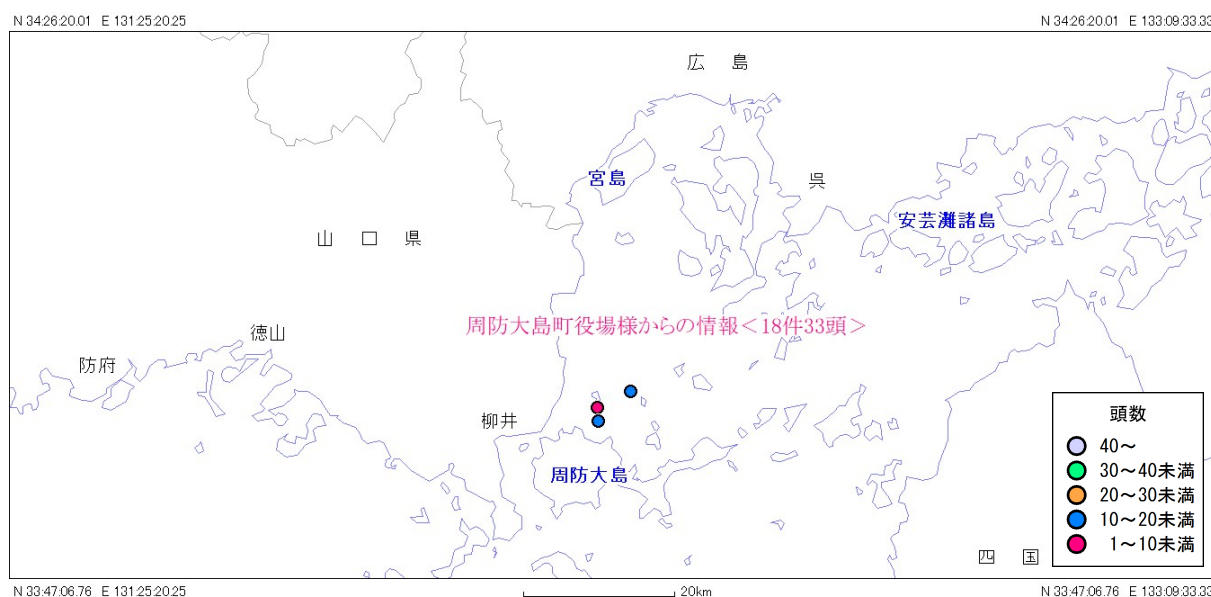 N 34:26:20.01 E 131:25:20.25
N 34:26:20.01 E 133:09:33.33
広 島
宮島
呉
安芸灘諸島
山 口 県
周防大島町役場様からの情報＜18件33頭＞
徳山
防府
柳井
周防大島
頭数
40～
30～40未満
20～30未満
10～20未満
1～10未満
四 国
N 33:47:06.76 E 131:25:20.25
20km
N 33:47:06.76 E 133:09:33.33